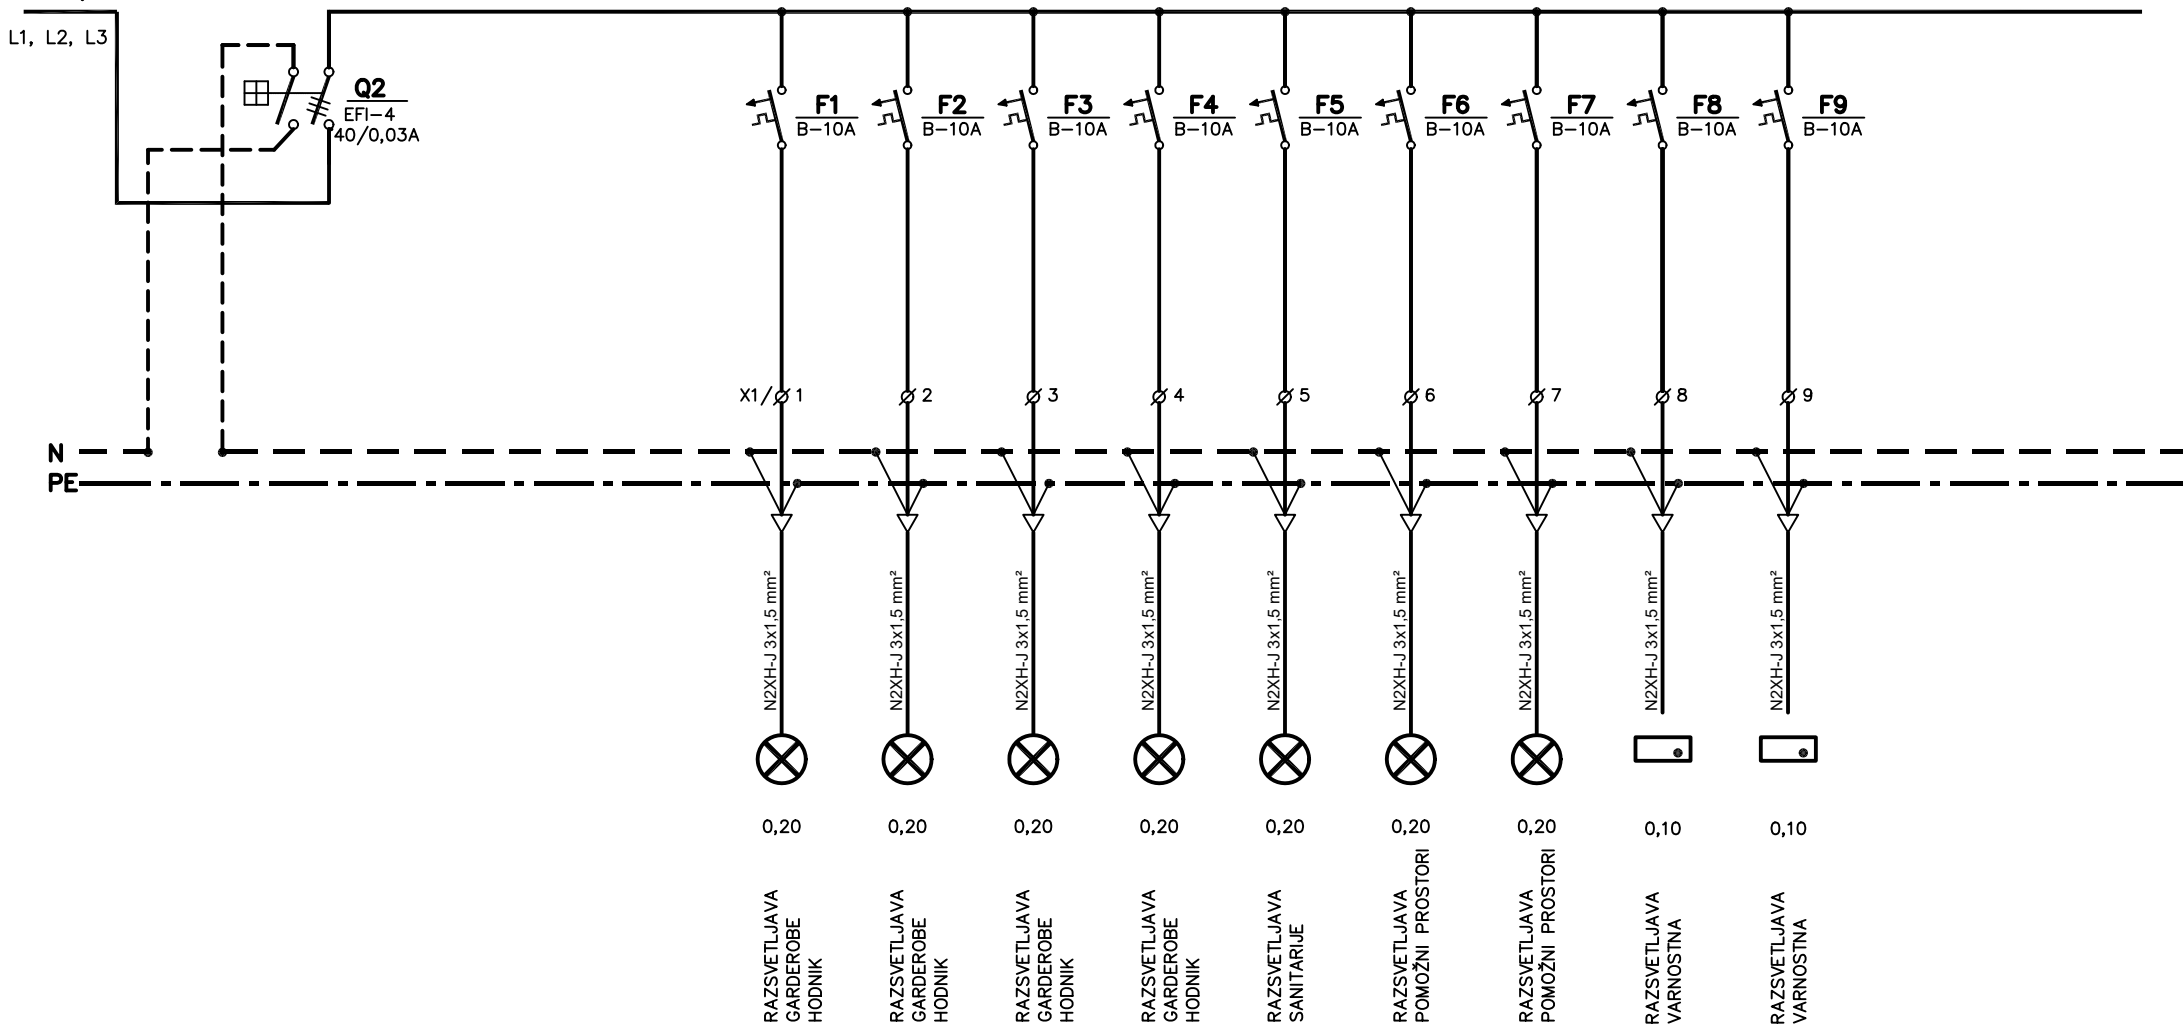 L1, L2, L3
Q2
EFI-4
40/0,03A
F1
B-10A
F2
B-10A
F3
B-10A
F4
B-10A
F5
B-10A
F6
B-10A
F7
B-10A
F8
B-10A
F9
B-10A
X1/ 1
2
3
4
5
6
7
8
9
N
PE
N2XH-J 3x1,5 mm²
N2XH-J 3x1,5 mm²
N2XH-J 3x1,5 mm²
N2XH-J 3x1,5 mm²
N2XH-J 3x1,5 mm²
N2XH-J 3x1,5 mm²
N2XH-J 3x1,5 mm²
N2XH-J 3x1,5 mm²
N2XH-J 3x1,5 mm²
0,20
0,20
0,20
0,20
0,20
0,20
0,20
0,10
0,10
RAZSVETLJAVA
GARDEROBE
HODNIK
RAZSVETLJAVA
GARDEROBE
HODNIK
RAZSVETLJAVA
GARDEROBE
HODNIK
RAZSVETLJAVA
GARDEROBE
HODNIK
RAZSVETLJAVA
SANITARIJE
RAZSVETLJAVA
POMOŽNI PROSTORI
RAZSVETLJAVA
POMOŽNI PROSTORI
RAZSVETLJAVA
VARNOSTNA
RAZSVETLJAVA
VARNOSTNA